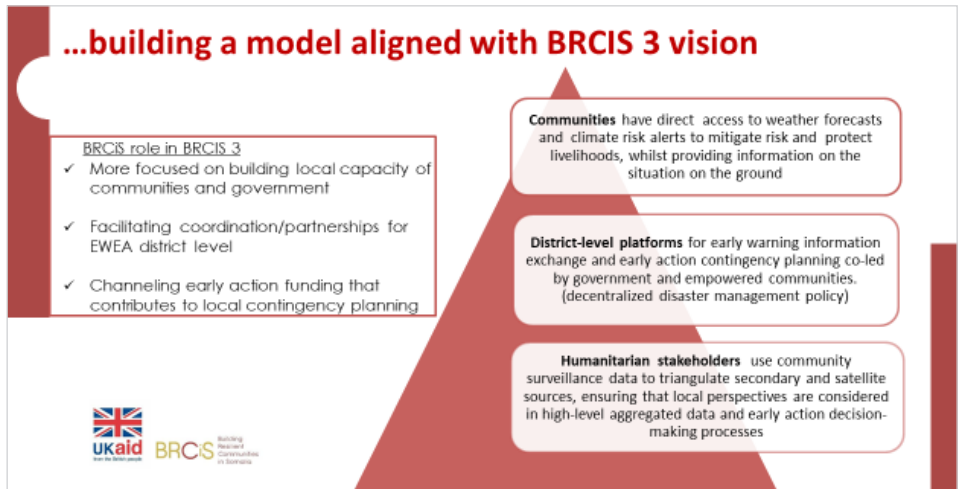 ...building a model aligned with BRCIS 3 vision
BRCiS role in BRCIS 3
✓ More focused on building local capacity of
communities and government
✓ Facilitating coordination/partnerships for
EWEA district level
✓ Channeling early action funding that
contributes to local contingency planning
Communities have direct access to weather forecasts
and climate risk alerts to mitigate risk and protect
livelihoods, whilst providing information on the
situation on the ground
District-level platforms for early warning information
exchange and early action contingency planning co-led
by government and empowered communities.
(decentralized disaster management policy)
Humanitarian stakeholders use community
surveillance data to triangulate secondary and satellite
sources, ensuring that local perspectives are considered
in high-level aggregated data and early action decision-
making processes
UKaid
from the British people
BRCiS
Building
Resilient
Communities
in Somalia